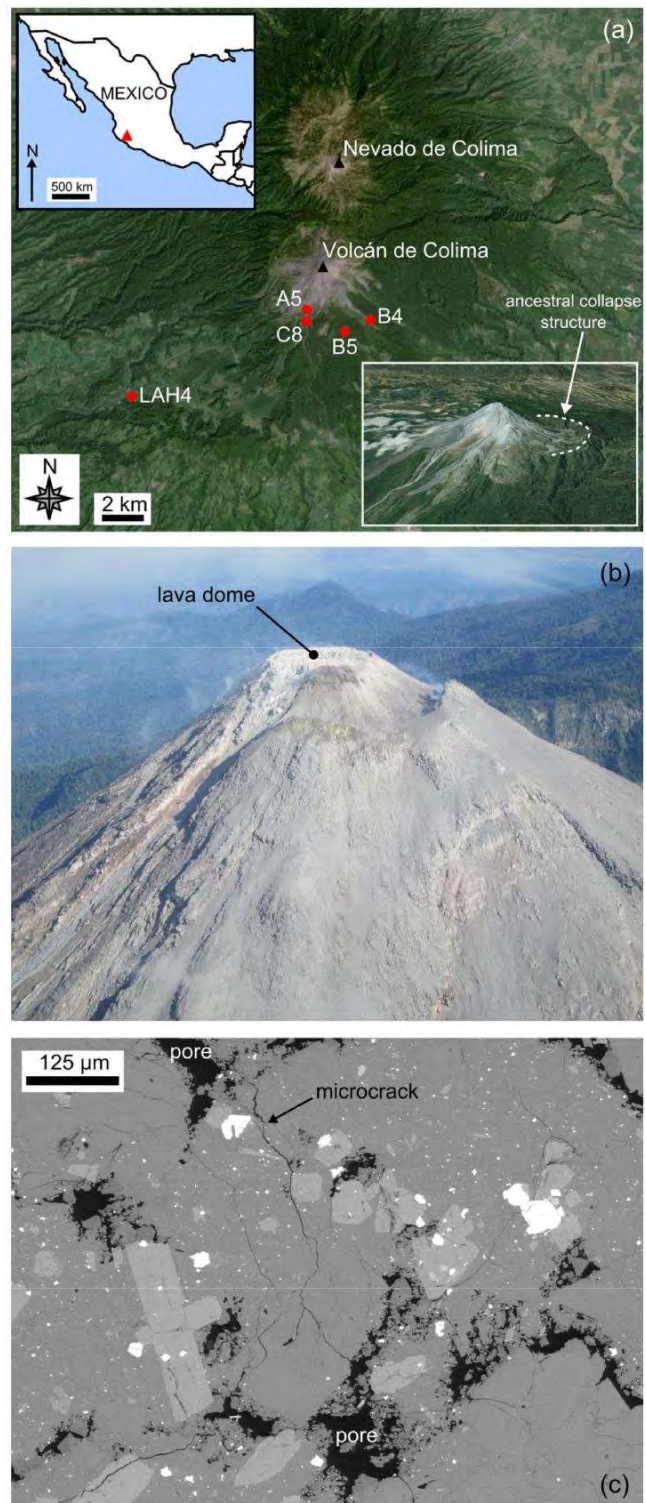 (a)
MEXICO
N
500 km
Nevado de Colima
Volcán de Colima
A5
C8
B4
B5
LAH4
ancestral collapse
structure
N
2 km
(b)
lava dome
125 µm
pore
microcrack
pore
(c)